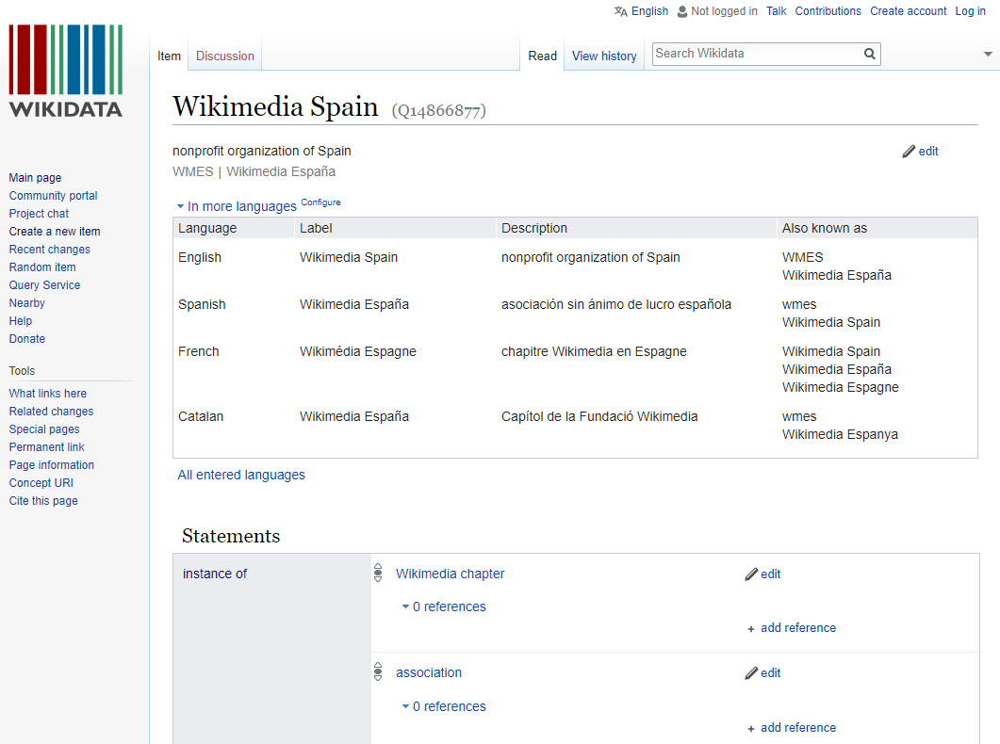 English Not logged in Talk Contributions Create account Log in
WIKIDATA
Item Discussion Read View history Search Wikidata
Main page
Community portal
Project chat
Create a new item
Recent changes
Random item
Query Service
Nearby
Help
Donate
Tools
What links here
Related changes
Special pages
Permanent link
Page information
Concept URI
Cite this page
Wikimedia Spain (Q14866877)
nonprofit organization of Spain edit
WMES | Wikimedia España
In more languages Configure
Language Label Description Also known as
English Wikimedia Spain nonprofit organization of Spain WMES
Wikimedia España
Spanish Wikimedia España asociación sin ánimo de lucro española wmes
Wikimedia Spain
French Wikimédia Espagne chapitre Wikimedia en Espagne Wikimedia Spain
Wikimedia España
Wikimedia Espagne
Catalan Wikimedia España Capítol de la Fundació Wikimedia wmes
Wikimedia Espanya
All entered languages
Statements
instance of Wikimedia chapter edit
0 references
+ add reference
association edit
0 references
+ add reference